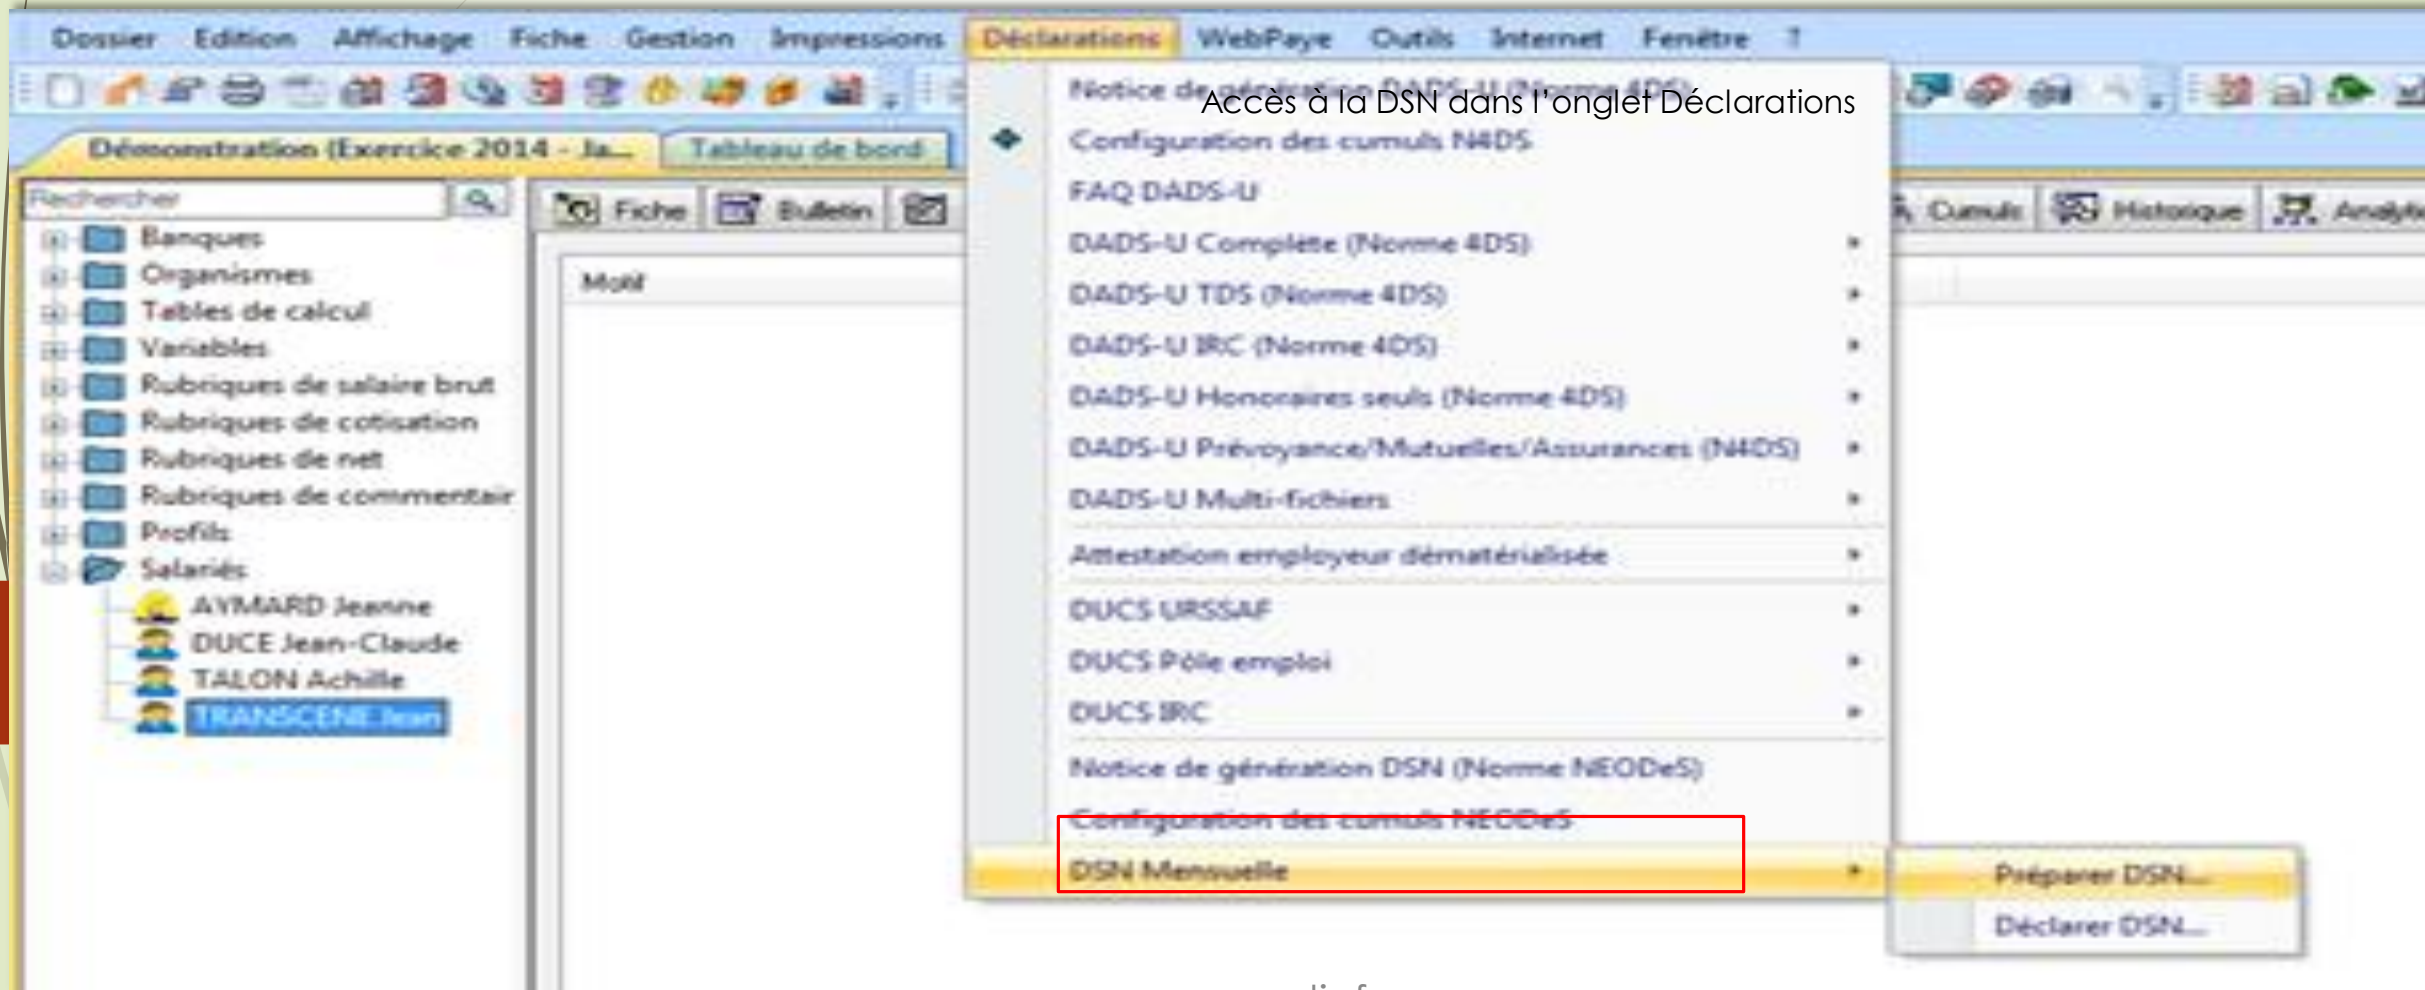 Dossier Edition Affichage Fiche Gestion Impressions Déclarations WebPaye Outils Internet Fenêtre ?
Accès à la DSN dans l’onglet Déclarations
Démonstration (Exercice 2014 - Ja... Tableau de bord
Rechercher
Banques
Organismes
Tables de calcul
Variables
Rubriques de salaire brut
Rubriques de cotisation
Rubriques de net
Rubriques de commentair
Profils
Salariés
AYMARD Jeanne
DUCE Jean-Claude
TALON Achille
TRANSCENE Jean
Fiche Bulletin
Motif
Notice de génération DADS-U (Norme 4DS)
Configuration des cumuls N4DS
FAQ DADS-U
DADS-U Complète (Norme 4DS)
DADS-U TDS (Norme 4DS)
DADS-U IRC (Norme 4DS)
DADS-U Honoraires seuls (Norme 4DS)
DADS-U Prévoyance/Mutuelles/Assurances (N4DS)
DADS-U Multi-fichiers
Attestation employeur dématérialisée
DUCS URSSAF
DUCS Pôle emploi
DUCS IRC
Notice de génération DSN (Norme NEODeS)
Configuration des cumuls NEODeS
DSN Mensuelle
Préparer DSN...
Déclarer DSN...
Cumuls Historique